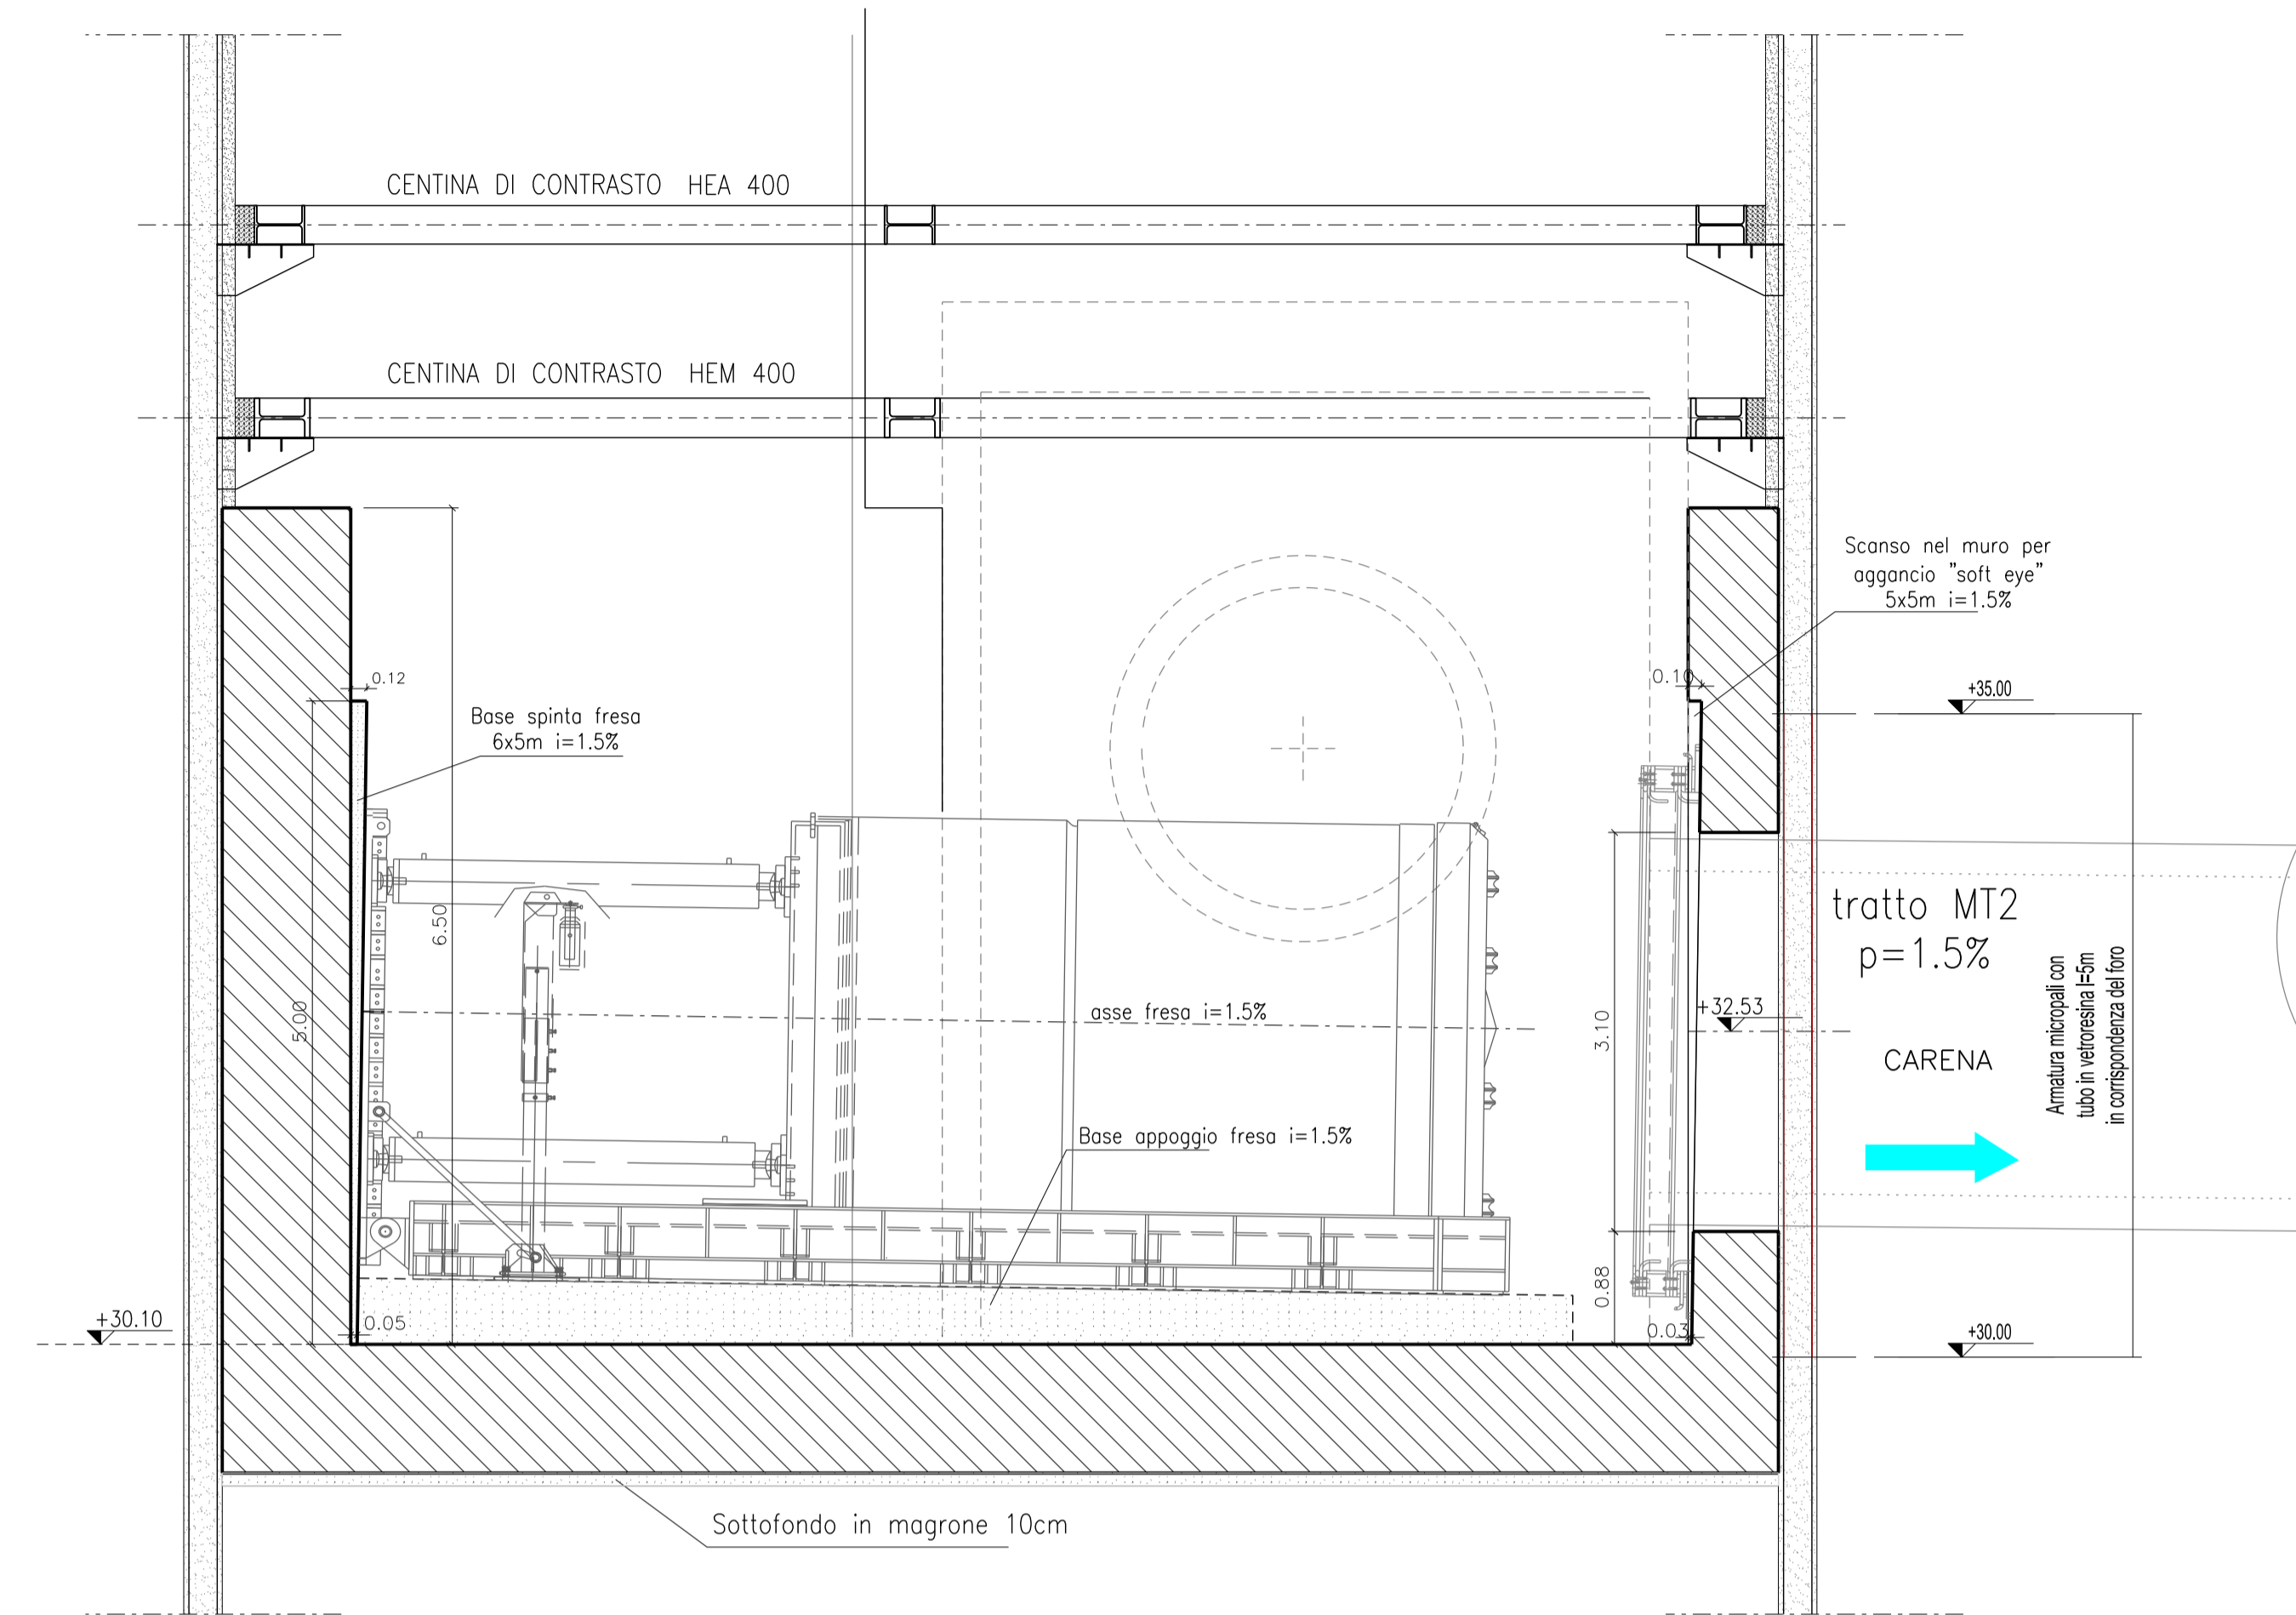 CENTINA DI CONTRASTO HEA 400
CENTINA DI CONTRASTO HEM 400
Scanso nel muro per
aggancio "soft eye"
5x5m i=1.5%
0.12
0.10
+35.00
Base spinta fresa
6x5m i=1.5%
6.50
5.00
tratto MT2
p=1.5%
asse fresa i=1.5%
3.10
+32.53
CARENA
Armatura micropali con
tubo in vetroresina l=5m
in corrispondenza del foro
Base appoggio fresa i=1.5%
0.88
+30.10
0.05
0.03
+30.00
Sottofondo in magrone 10cm